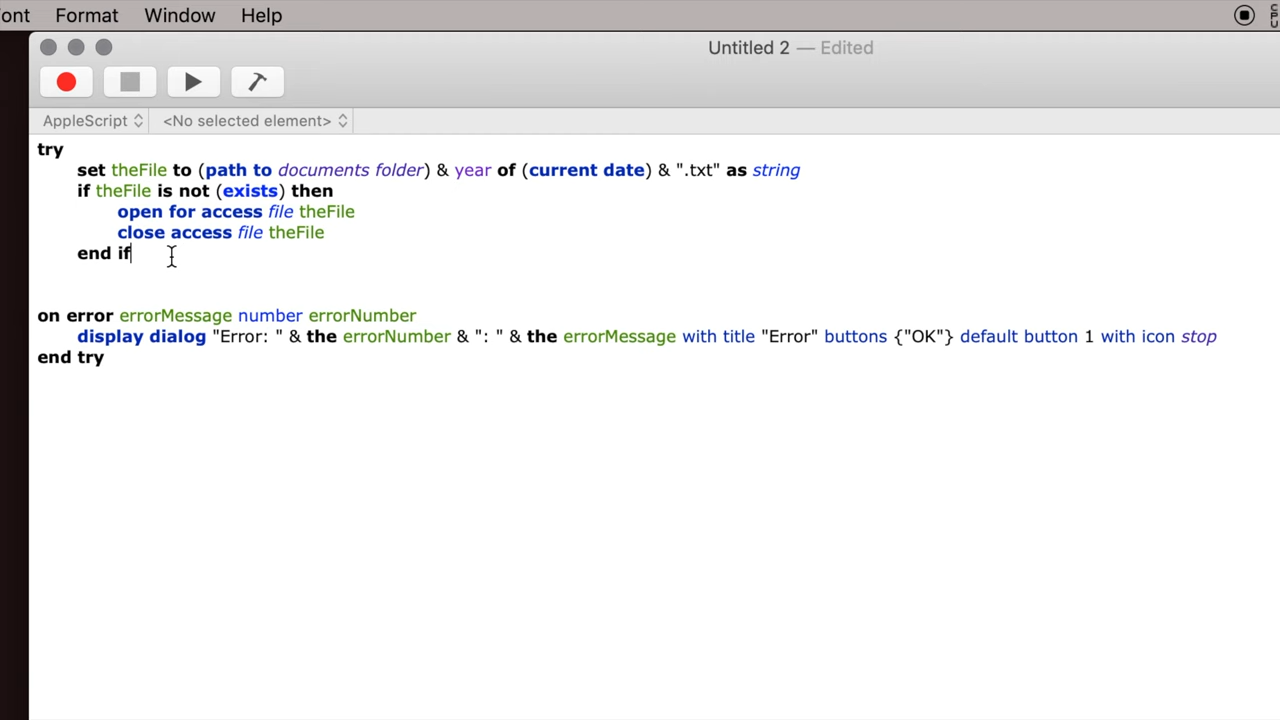 ont Format Window Help
CPU
Untitled 2 — Edited
AppleScript <No selected element>
try
set theFile to (path to documents folder) & year of (current date) & ".txt" as string
if theFile is not (exists) then
open for access file theFile
close access file theFile
end if
on error errorMessage number errorNumber
display dialog "Error: " & the errorNumber & ": " & the errorMessage with title "Error" buttons {"OK"} default button 1 with icon stop
end try